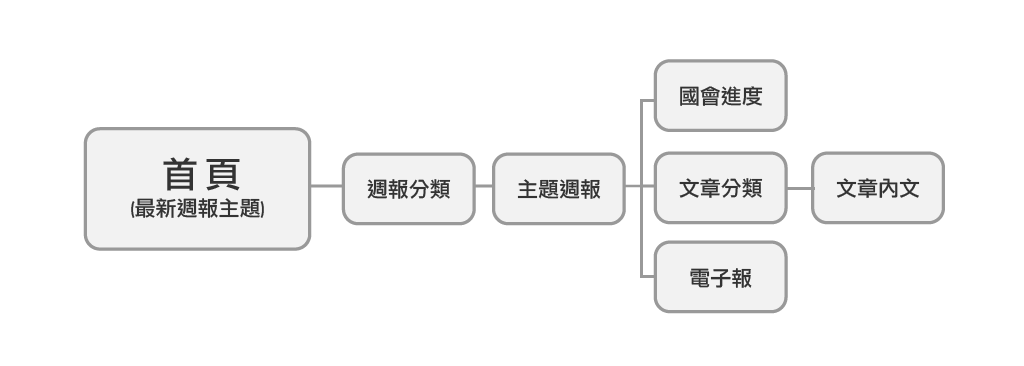 首頁
(最新週報主題)
週報分類
主題週報
國會進度
文章分類
文章內文
電子報